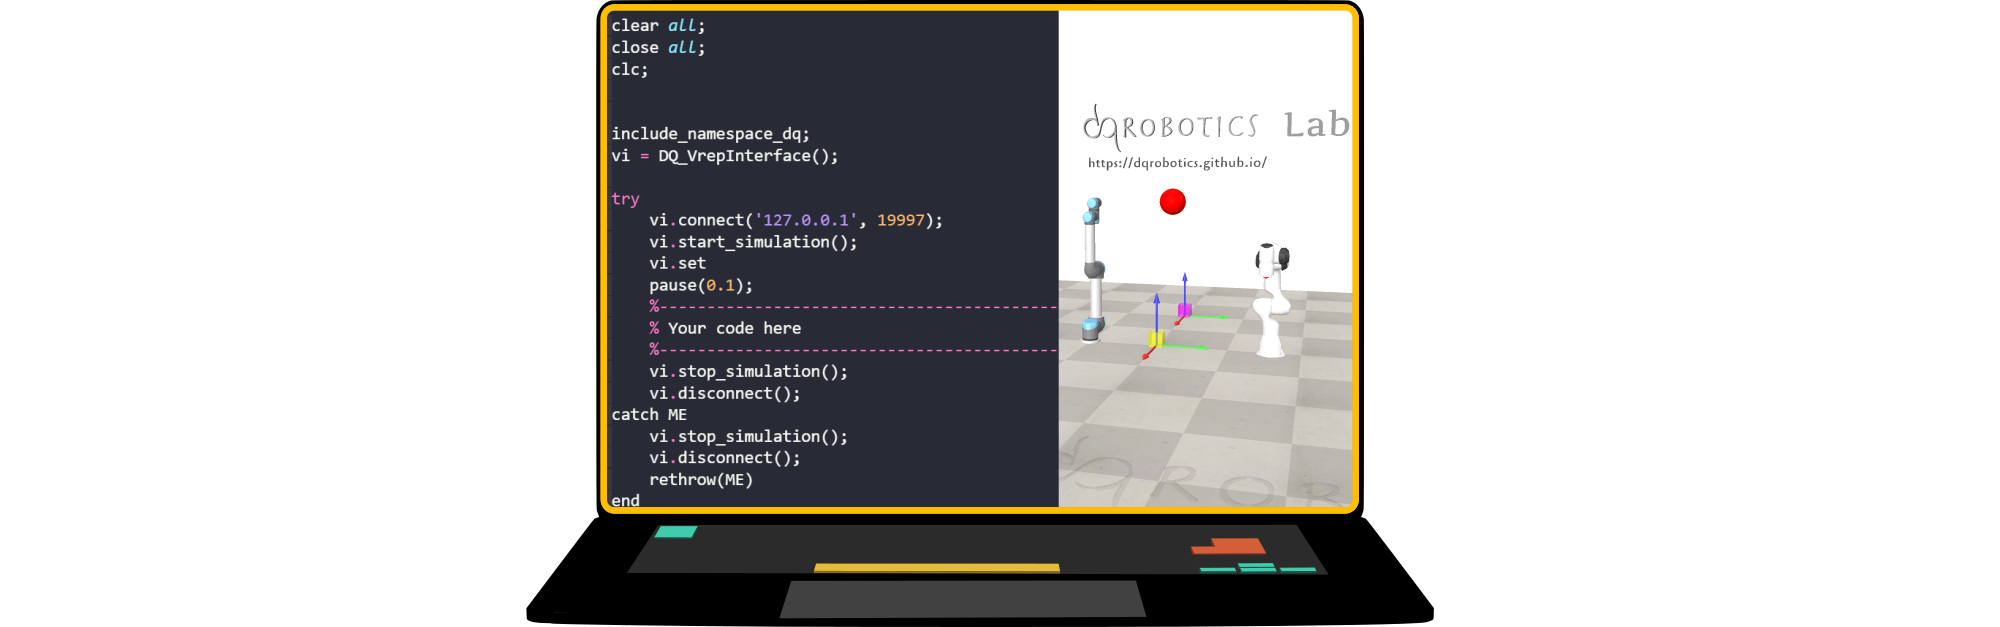 clear all;
close all;
clc;
include_namespace_dq;
vi = DQ_VrepInterface();
try
    vi.connect('127.0.0.1', 19997);
    vi.start_simulation();
    vi.set
    pause(0.1);
    %------------------------------------------
    % Your code here
    %------------------------------------------
    vi.stop_simulation();
    vi.disconnect();
catch ME
    vi.stop_simulation();
    vi.disconnect();
    rethrow(ME)
end
dqROBOTICS Lab
https://dqrobotics.github.io/
dqROB